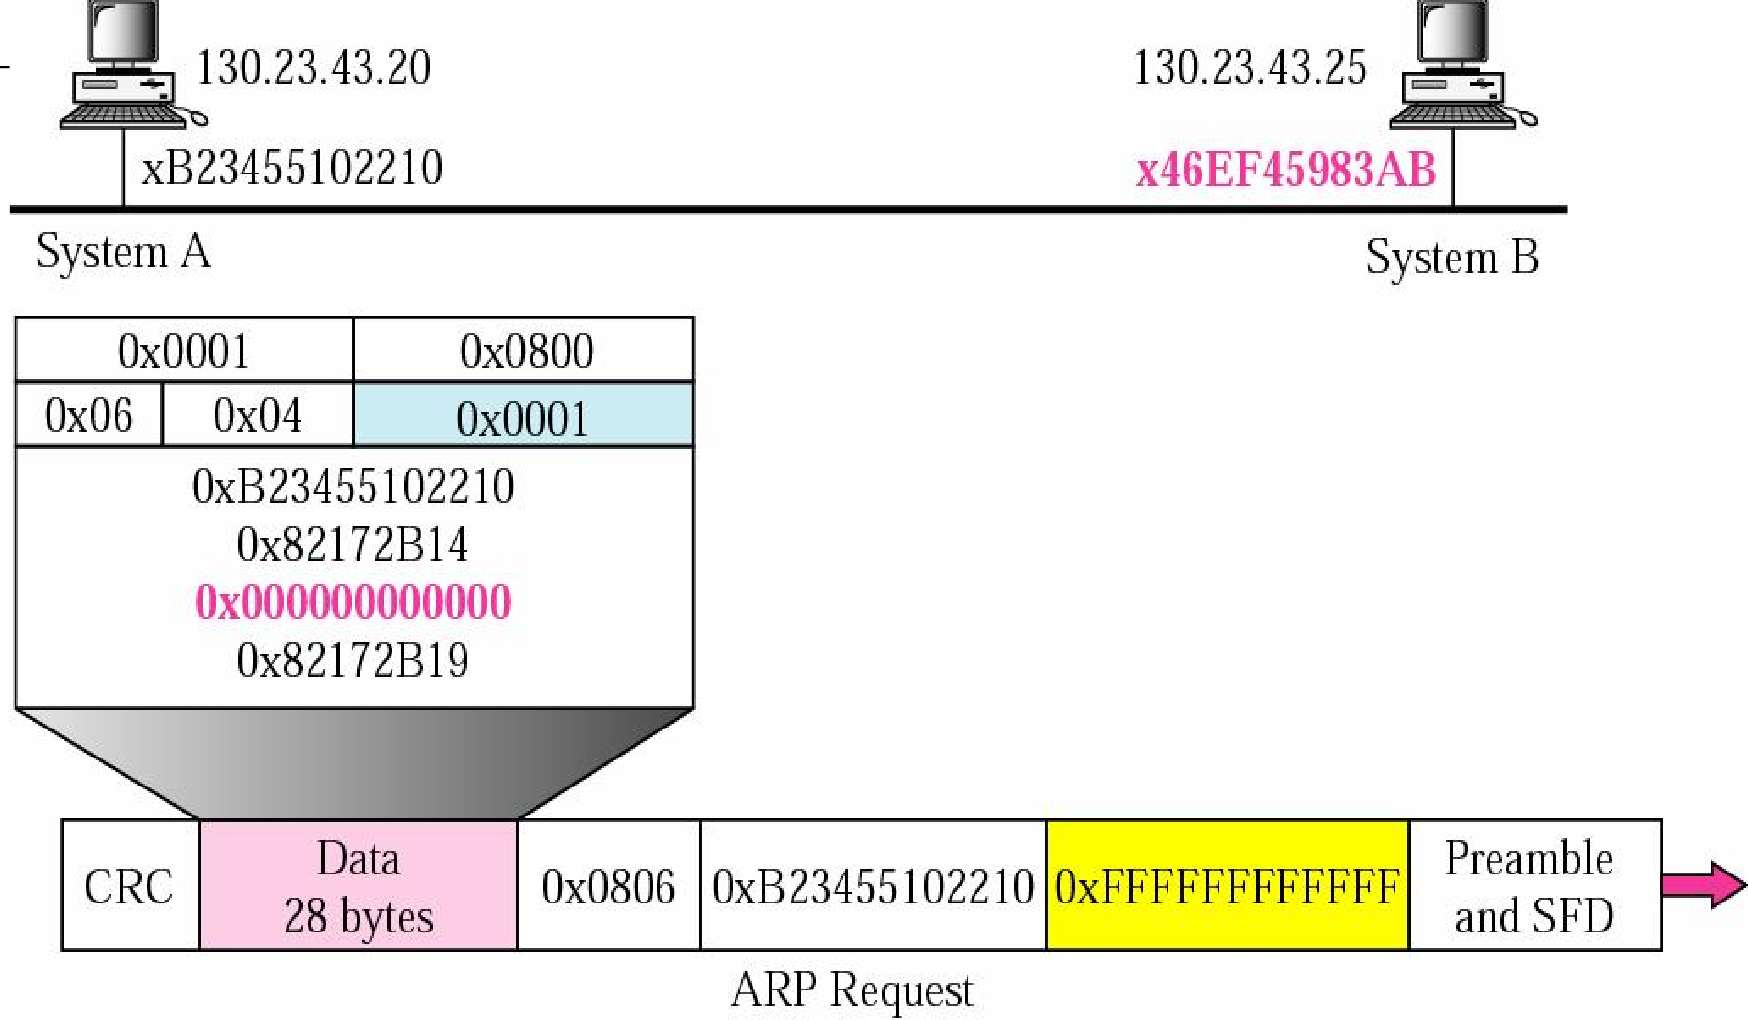 130.23.43.20
130.23.43.25
xB23455102210
x46EF45983AB
System A
System B
0x0001
0x0800
0x06
0x04
0x0001
0xB23455102210
0x82172B14
0x000000000000
0x82172B19
CRC
Data
28 bytes
0x0806
0xB23455102210
0xFFFFFFFFFFFF
Preamble
and SFD
ARP Request